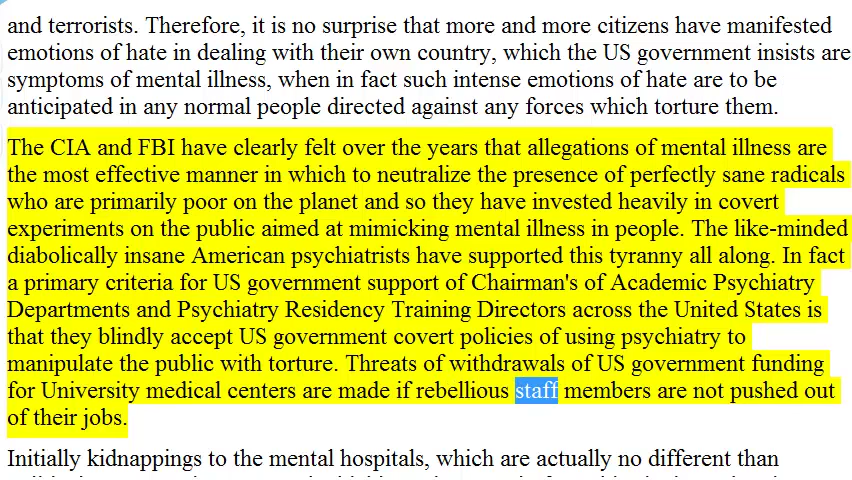 and terrorists. Therefore, it is no surprise that more and more citizens have manifested
emotions of hate in dealing with their own country, which the US government insists are
symptoms of mental illness, when in fact such intense emotions of hate are to be
anticipated in any normal people directed against any forces which torture them.
The CIA and FBI have clearly felt over the years that allegations of mental illness are
the most effective manner in which to neutralize the presence of perfectly sane radicals
who are primarily poor on the planet and so they have invested heavily in covert
experiments on the public aimed at mimicking mental illness in people. The like-minded
diabolically insane American psychiatrists have supported this tyranny all along. In fact
a primary criteria for US government support of Chairman's of Academic Psychiatry
Departments and Psychiatry Residency Training Directors across the United States is
that they blindly accept US government covert policies of using psychiatry to
manipulate the public with torture. Threats of withdrawals of US government funding
for University medical centers are made if rebellious staff members are not pushed out
of their jobs.
Initially kidnappings to the mental hospitals, which are actually no different than